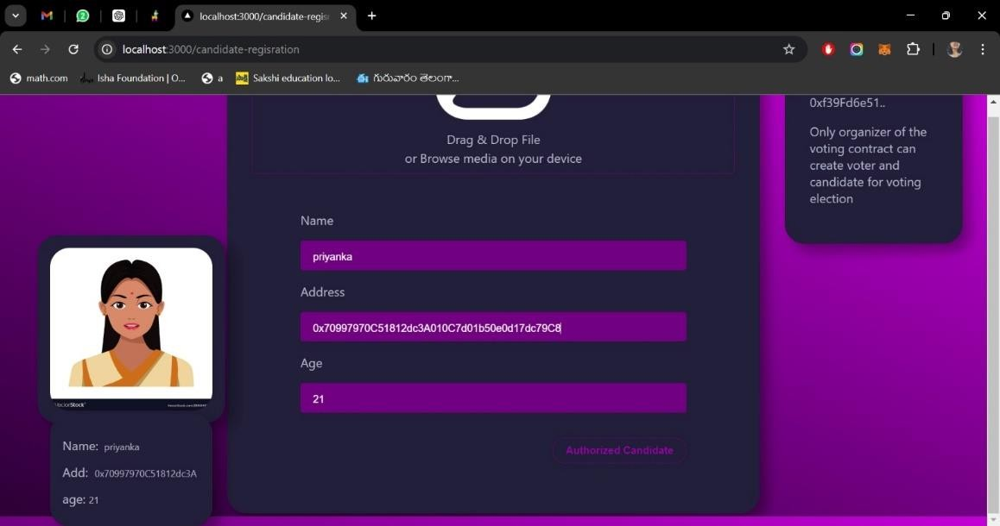 2
localhost:3000/candidate-regisr
localhost:3000/candidate-regisration
math.com
Isha Foundation | O...
a
Sakshi education lo...
గురువారం తెలంగా...
0xf39Fd6e51..
Only organizer of the
voting contract can
create voter and
candidate for voting
election
Drag & Drop File
or Browse media on your device
Name
priyanka
Address
0x70997970C51812dc3A010C7d01b50e0d17dc79C8
Age
21
Authorized Candidate
VectorStock
Name: priyanka
Add: 0x70997970C51812dc3A
age: 21